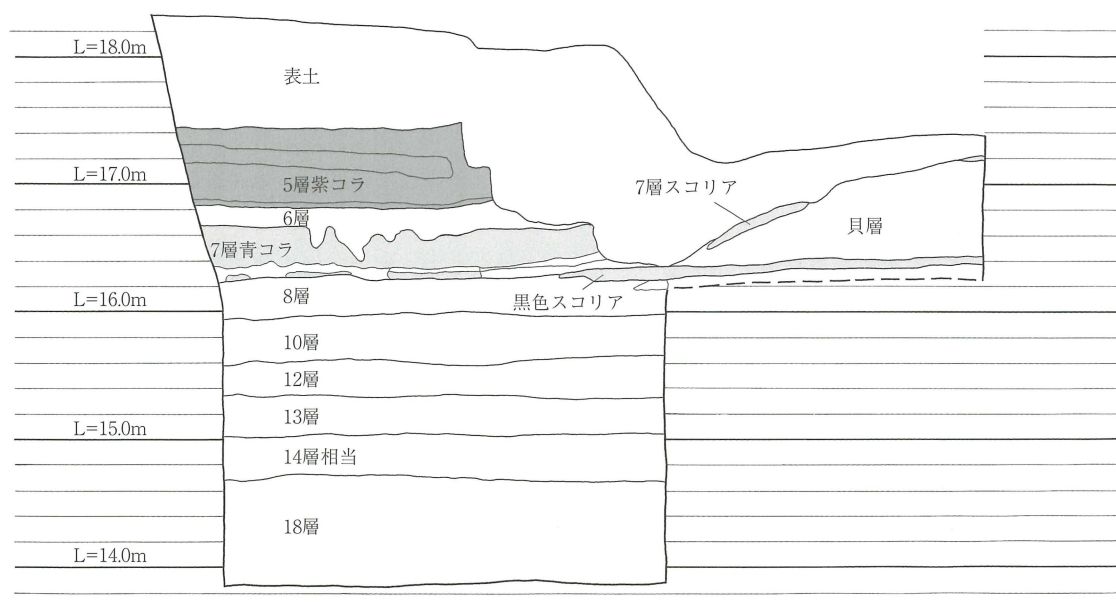 L=18.0m
表土
L=17.0m
5層紫コラ
7層スコリア
6層
貝層
7層青コラ
8層
黒色スコリア
L=16.0m
10層
12層
13層
L=15.0m
14層相当
18層
L=14.0m